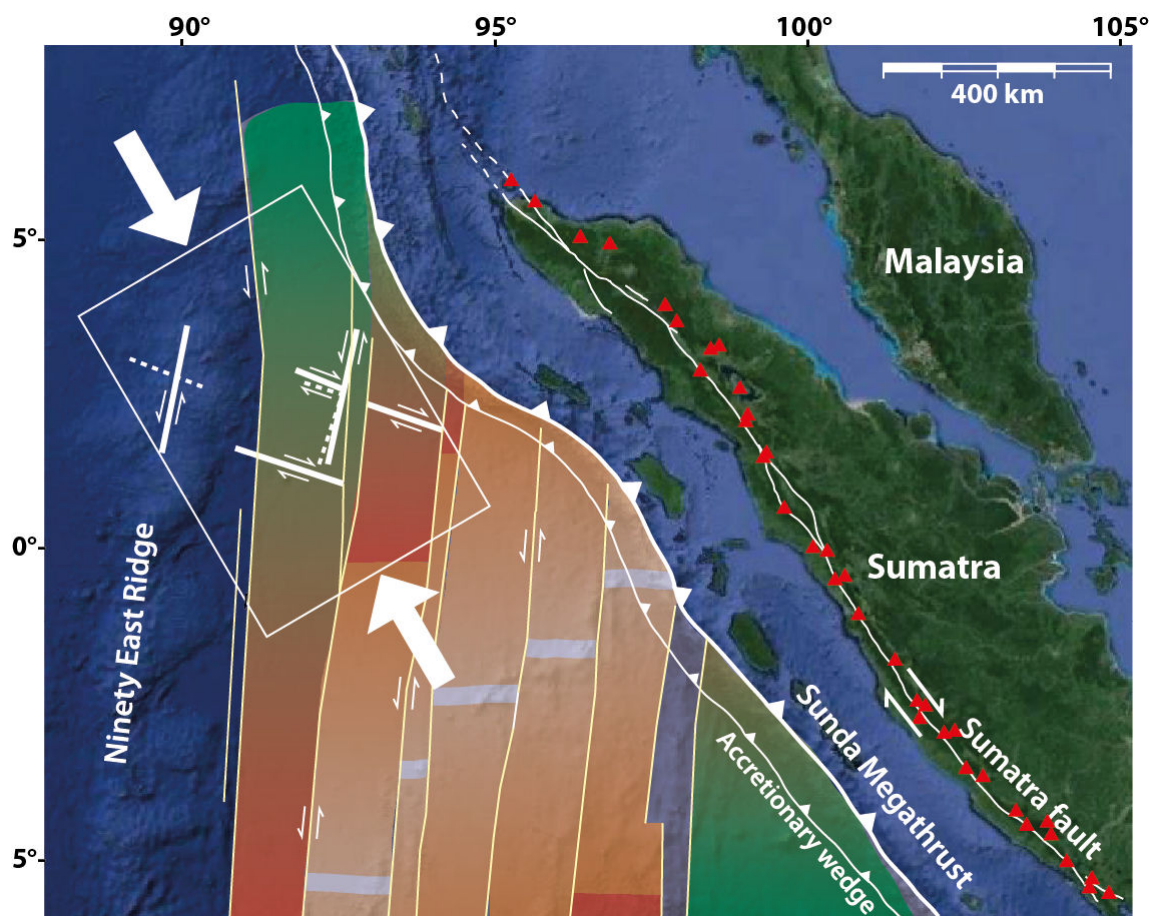 90°
95°
100°
105°
400 km
5°
Malaysia
0°
Sumatra
Ninety East Ridge
Sunda Megathrust
Sumatra fault
Accretionary wedge
5°